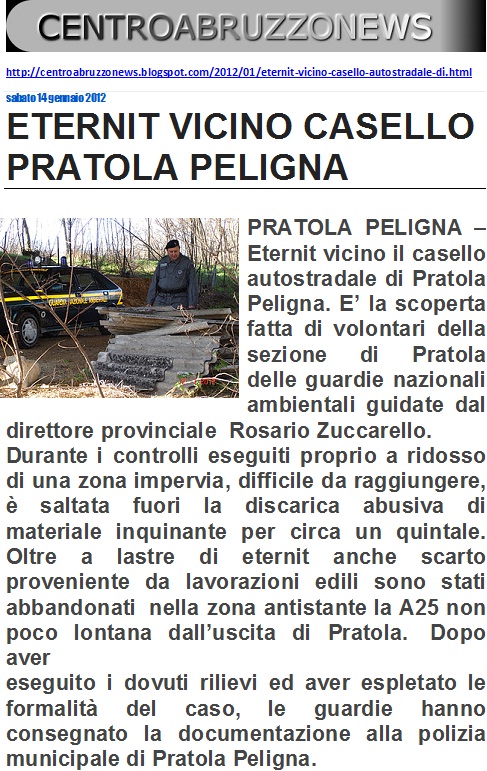 CENTROABRUZZONEWS
http://centroabruzzonews.blogspot.com/2012/01/eternit-vicino-casello-autostradale-di.html
sabato 14 gennaio 2012
ETERNIT VICINO CASELLO
PRATOLA PELIGNA
PRATOLA PELIGNA –
Eternit vicino il casello
autostradale di Pratola
Peligna. E’ la scoperta
fatta di volontari della
sezione di Pratola
delle guardie nazionali
ambientali guidate dal
direttore provinciale Rosario Zuccarello.
Durante i controlli eseguiti proprio a ridosso
di una zona impervia, difficile da raggiungere,
è saltata fuori la discarica abusiva di
materiale inquinante per circa un quintale.
Oltre a lastre di eternit anche scarto
proveniente da lavorazioni edili sono stati
abbandonati nella zona antistante la A25 non
poco lontana dall’uscita di Pratola. Dopo
aver
eseguito i dovuti rilievi ed aver espletato le
formalità del caso, le guardie hanno
consegnato la documentazione alla polizia
municipale di Pratola Peligna.